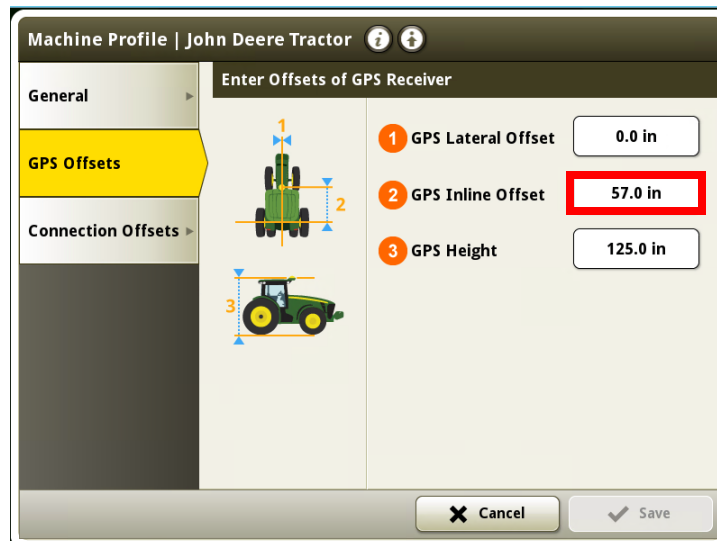 Machine Profile | John Deere Tractor i
General
GPS Offsets
Connection Offsets
Enter Offsets of GPS Receiver
1
2
3
1 GPS Lateral Offset 0.0 in
2 GPS Inline Offset 57.0 in
3 GPS Height 125.0 in
Cancel Save